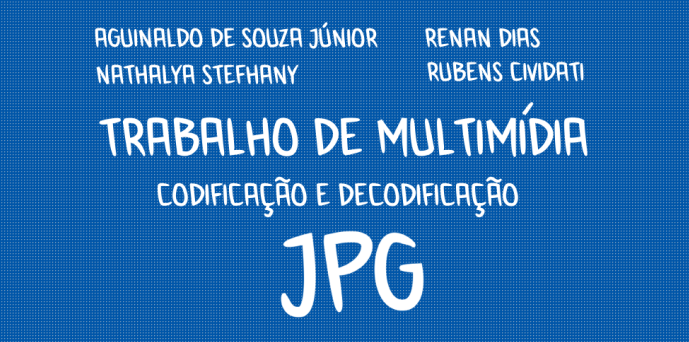 AGUINALDO DE SOUZA JÚNIOR RENAN DIAS
NATHALYA STEFHANY RUBENS CIVIDATI
TRABALHO DE MULTIMÍDIA
CODIFICAÇÃO E DECODIFICAÇÃO
JPG